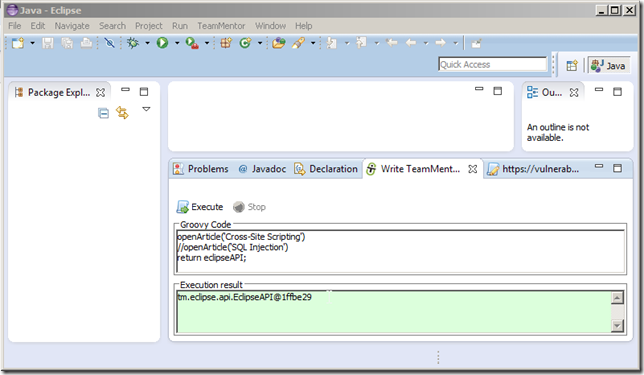 Java - Eclipse
File Edit Navigate Search Project Run TeamMentor Window Help
Quick Access
Java
Package Expl...
Ou...
An outline is not
available.
Problems @ Javadoc Declaration Write TeamMent... https://vulnerab...
Execute Stop
Groovy Code
openArticle('Cross-Site Scripting')
//openArticle('SQL Injection')
return eclipseAPI;
Execution result
tm.eclipse.api.EclipseAPI@1ffbe29